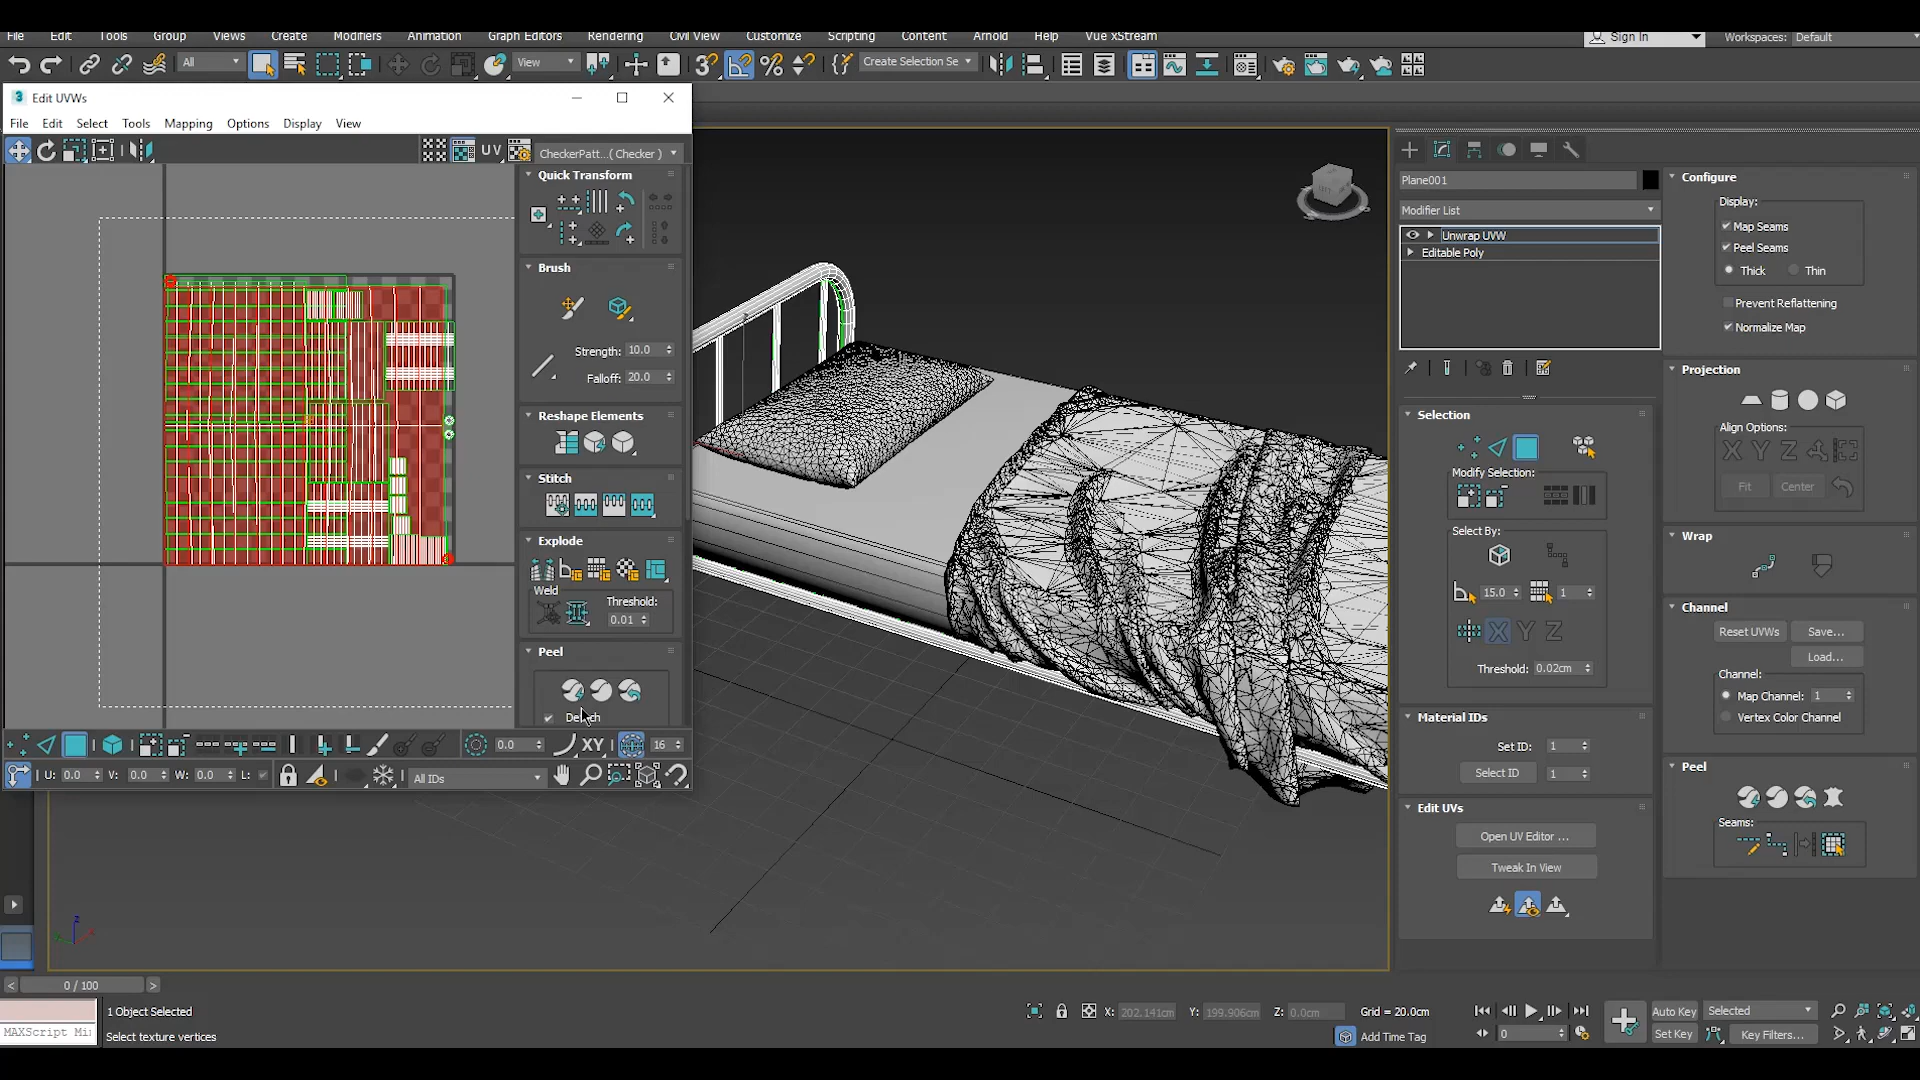 File Edit Tools Group Views Create Modifiers Animation Graph Editors Rendering Civil View Customize Scripting Content Arnold Help Vue xStream
Sign In Workspaces: Default
All View Create Selection Se
3 Edit UVWs
File Edit Select Tools Mapping Options Display View
UV CheckerPatt...( Checker )
Quick Transform
Brush
Strength: 10.0
Falloff: 20.0
Reshape Elements
Stitch
Explode
Weld
Threshold:
0.01
Peel
0.0 XY 16
U: 0.0 V: 0.0 W: 0.0 L: All IDs
Plane001
Modifier List
Unwrap UVW
Editable Poly
Selection
Modify Selection:
Select By:
15.0 1
X Y Z
Threshold: 0.02cm
Material IDs
Set ID: 1
Select ID 1
Edit UVs
Open UV Editor ...
Tweak In View
Configure
Display:
Map Seams
Peel Seams
Thick Thin
Prevent Reflattening
Normalize Map
Projection
Align Options:
X Y Z
Fit Center
Wrap
Channel
Reset UVWs Save...
Load...
Channel:
Map Channel: 1
Vertex Color Channel
Peel
Seams:
< 0 / 100 >
1 Object Selected
MAXScript Mi
Select texture vertices
X: 202.141cm Y: 199.906cm Z: 0.0cm Grid = 20.0cm
Add Time Tag
0
Auto Key Selected
Set Key Key Filters...